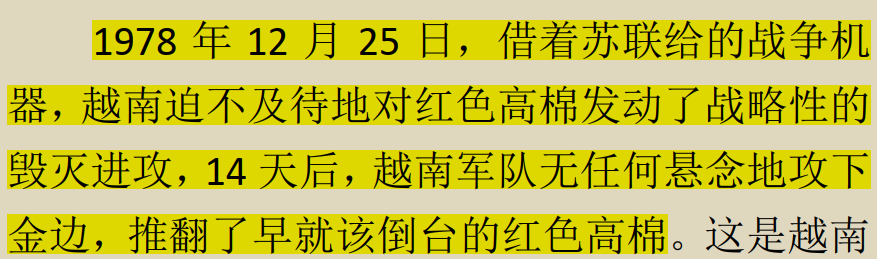 1978 年 12 月 25 日，借着苏联给的战争机
器，越南迫不及待地对红色高棉发动了战略性的
毁灭进攻，14 天后，越南军队无任何悬念地攻下
金边，推翻了早就该倒台的红色高棉。这是越南